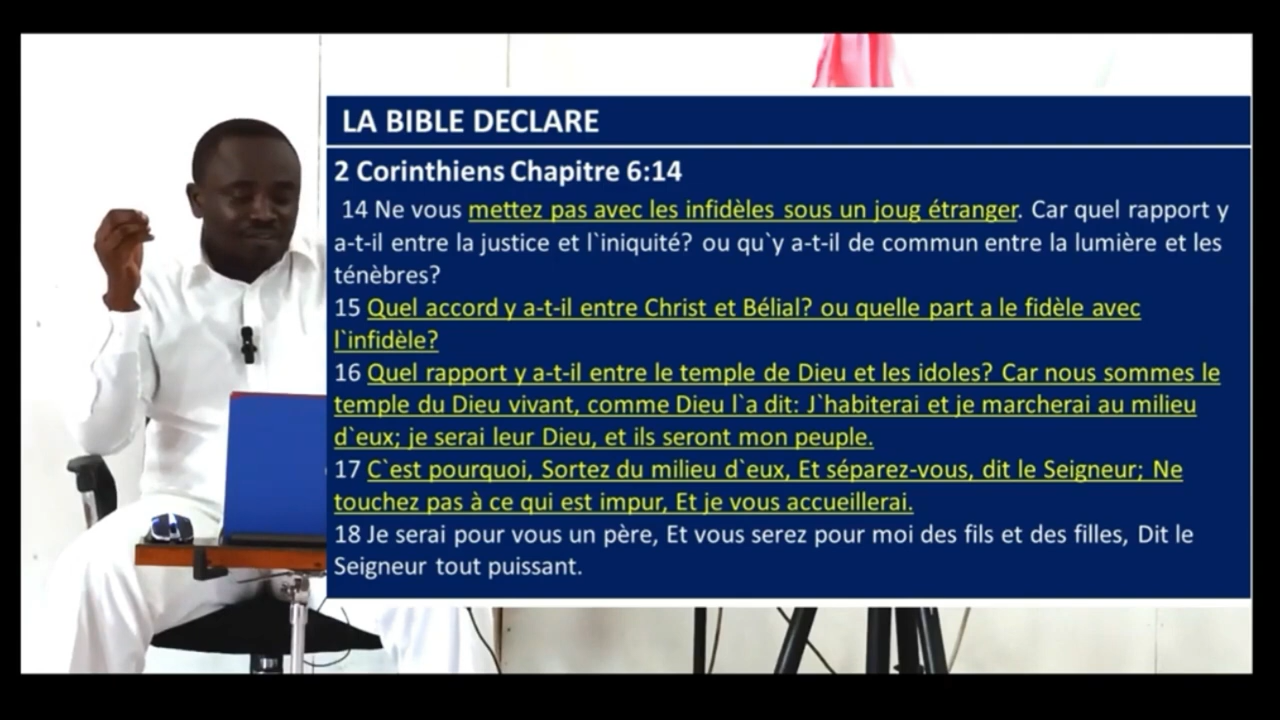 LA BIBLE DECLARE
2 Corinthiens Chapitre 6:14
14 Ne vous mettez pas avec les infidèles sous un joug étranger. Car quel rapport y
a-t-il entre la justice et l`iniquité? ou qu`y a-t-il de commun entre la lumière et les
ténèbres?
15 Quel accord y a-t-il entre Christ et Bélial? ou quelle part a le fidèle avec
l`infidèle?
16 Quel rapport y a-t-il entre le temple de Dieu et les idoles? Car nous sommes le
temple du Dieu vivant, comme Dieu l`a dit: J`habiterai et je marcherai au milieu
d`eux; je serai leur Dieu, et ils seront mon peuple.
17 C`est pourquoi, Sortez du milieu d`eux, Et séparez-vous, dit le Seigneur; Ne
touchez pas à ce qui est impur, Et je vous accueillerai.
18 Je serai pour vous un père, Et vous serez pour moi des fils et des filles, Dit le
Seigneur tout puissant.